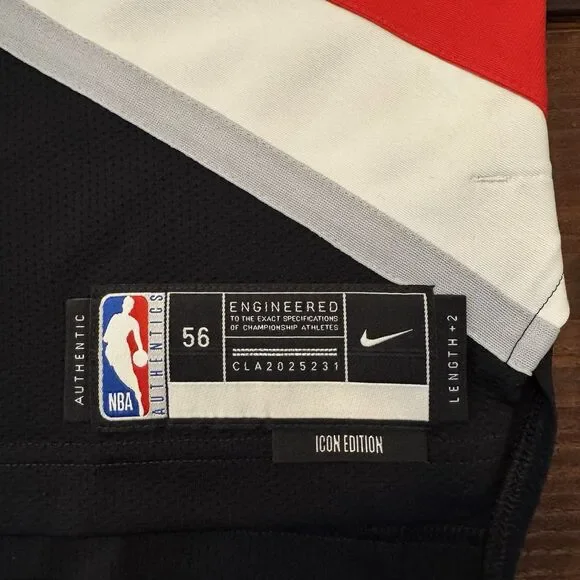 AUTHENTIC
NBA
AUTHENTICS
56
ENGINEERED
TO THE EXACT SPECIFICATIONS
OF CHAMPIONSHIP ATHLETES
CLA2025231
LENGTH +2
ICON EDITION